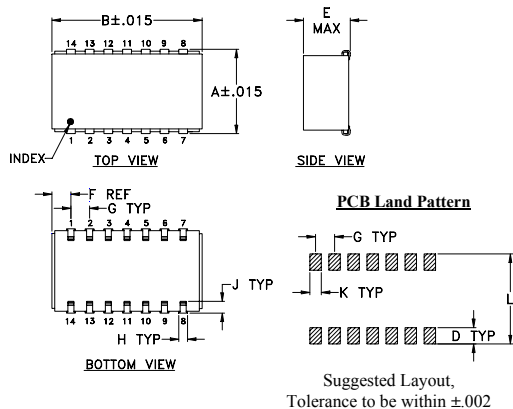 B±.015
14 13 12 11 10 9 8
A±.015
1 2 3 4 5 6 7
INDEX
TOP VIEW
E
MAX
SIDE VIEW
F REF
G TYP
1 2 3 4 5 6 7
J TYP
H TYP
14 13 12 11 10 9 8
BOTTOM VIEW
PCB Land Pattern
G TYP
K TYP
L
D TYP
Suggested Layout,
Tolerance to be within ±.002